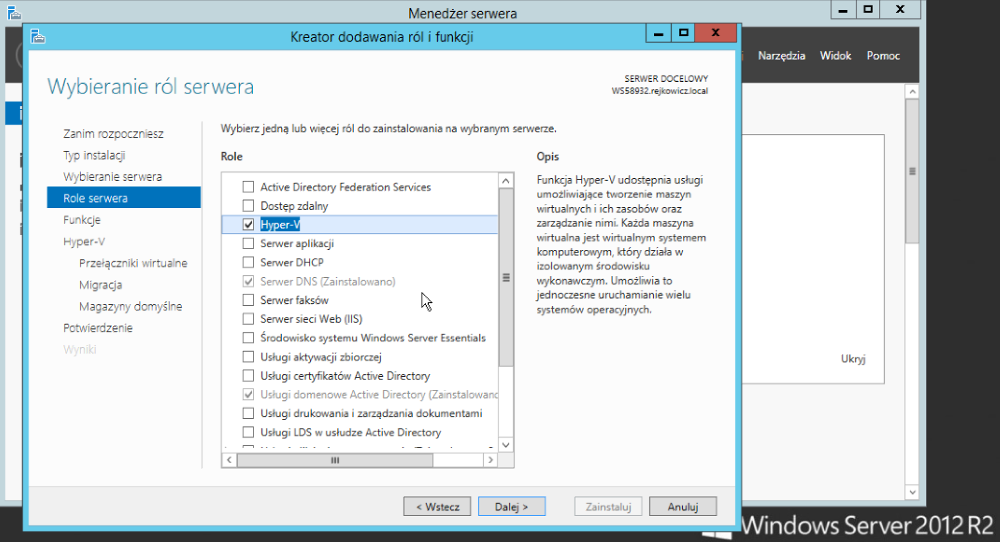 Menedżer serwera
Kreator dodawania ról i funkcji
Narzędzia Widok Pomoc
Wybieranie ról serwera
SERWER DOCELOWY
WS58932.rejkowicz.local
Zanim rozpoczniesz
Typ instalacji
Wybieranie serwera
Role serwera
Funkcje
Hyper-V
Przełączniki wirtualne
Migracja
Magazyny domyślne
Potwierdzenie
Wyniki
Wybierz jedną lub więcej ról do zainstalowania na wybranym serwerze.
Role
Active Directory Federation Services
Dostęp zdalny
Hyper-V
Serwer aplikacji
Serwer DHCP
Serwer DNS (Zainstalowano)
Serwer faksów
Serwer sieci Web (IIS)
Środowisko systemu Windows Server Essentials
Usługi aktywacji zbiorczej
Usługi certyfikatów Active Directory
Usługi domenowe Active Directory (Zainstalowano
Usługi drukowania i zarządzania dokumentami
Usługi LDS w usłudze Active Directory
Opis
Funkcja Hyper-V udostępnia usługi
umożliwiające tworzenie maszyn
wirtualnych i ich zasobów oraz
zarządzanie nimi. Każda maszyna
wirtualna jest wirtualnym systemem
komputerowym, który działa w
izolowanym środowisku
wykonawczym. Umożliwia to
jednoczesne uruchamianie wielu
systemów operacyjnych.
Ukryj
< Wstecz
Dalej >
Zainstaluj
Anuluj
Windows Server 2012 R2